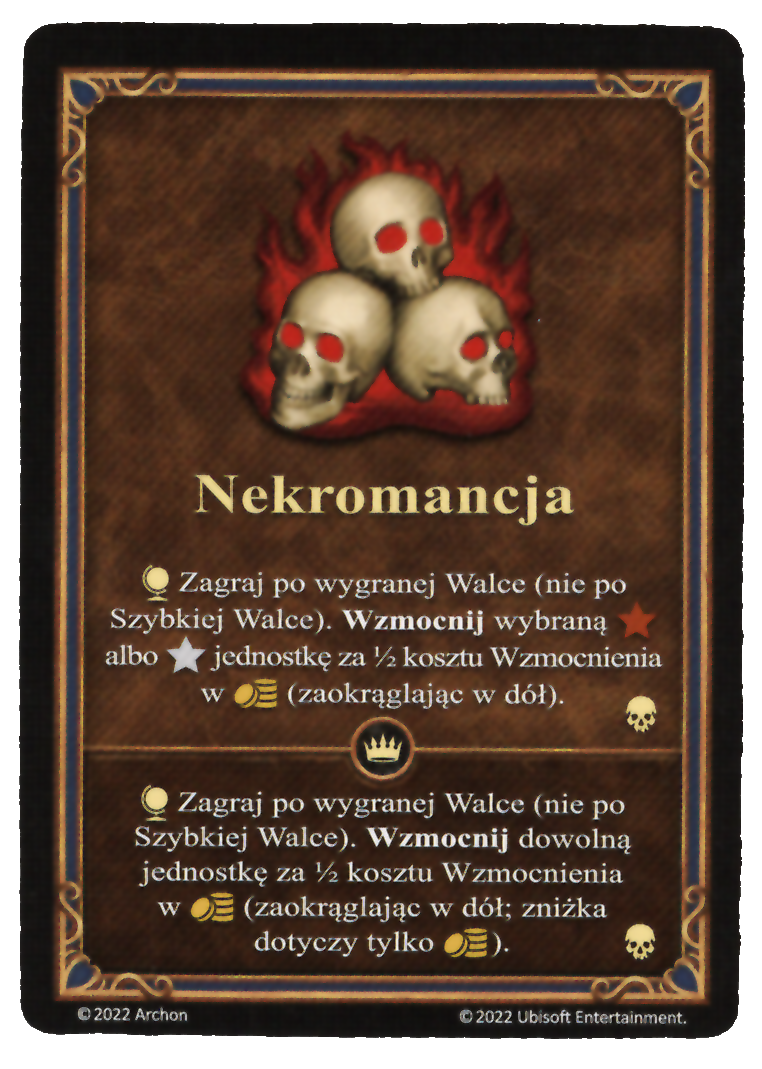 Nekromancja
Zagraj po wygranej Walce (nie po
Szybkiej Walce). Wzmocnij wybraną
albo jednostkę za ½ kosztu Wzmocnienia
w (zaokrąglając w dół).
Zagraj po wygranej Walce (nie po
Szybkiej Walce). Wzmocnij dowolną
jednostkę za ½ kosztu Wzmocnienia
w (zaokrąglając w dół; zniżka
dotyczy tylko ).
©2022 Archon
©2022 Ubisoft Entertainment.